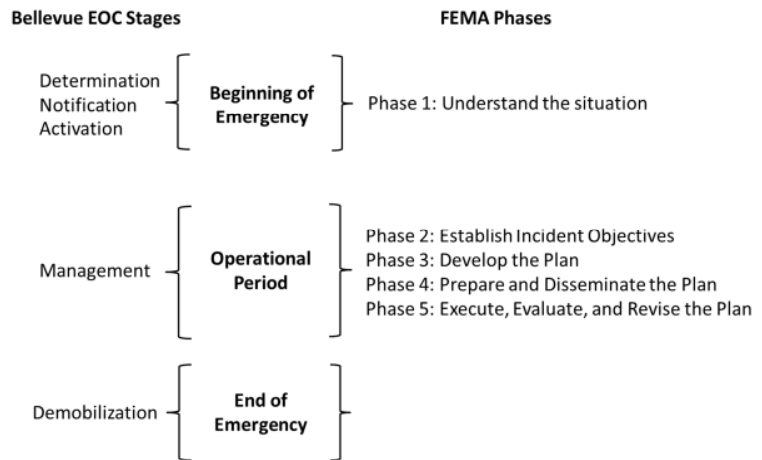 Bellevue EOC Stages
FEMA Phases
Determination
Notification
Activation
Beginning of
Emergency
Phase 1: Understand the situation
Management
Operational
Period
Phase 2: Establish Incident Objectives
Phase 3: Develop the Plan
Phase 4: Prepare and Disseminate the Plan
Phase 5: Execute, Evaluate, and Revise the Plan
Demobilization
End of
Emergency